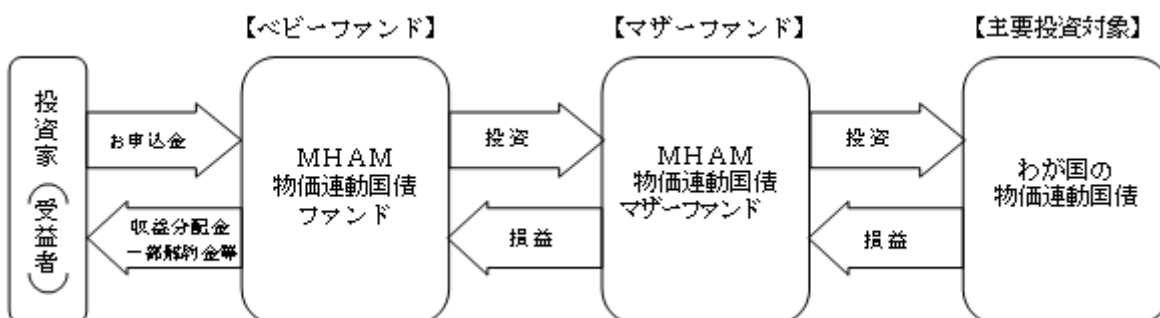 【ベビーファンド】
【マザーファンド】
【主要投資対象】
投資家(受益者)
お申込金
収益分配金
一部解約金等
MHAM
物価連動国債
ファンド
投資
損益
MHAM
物価連動国債
マザーファンド
投資
損益
わが国の
物価連動国債